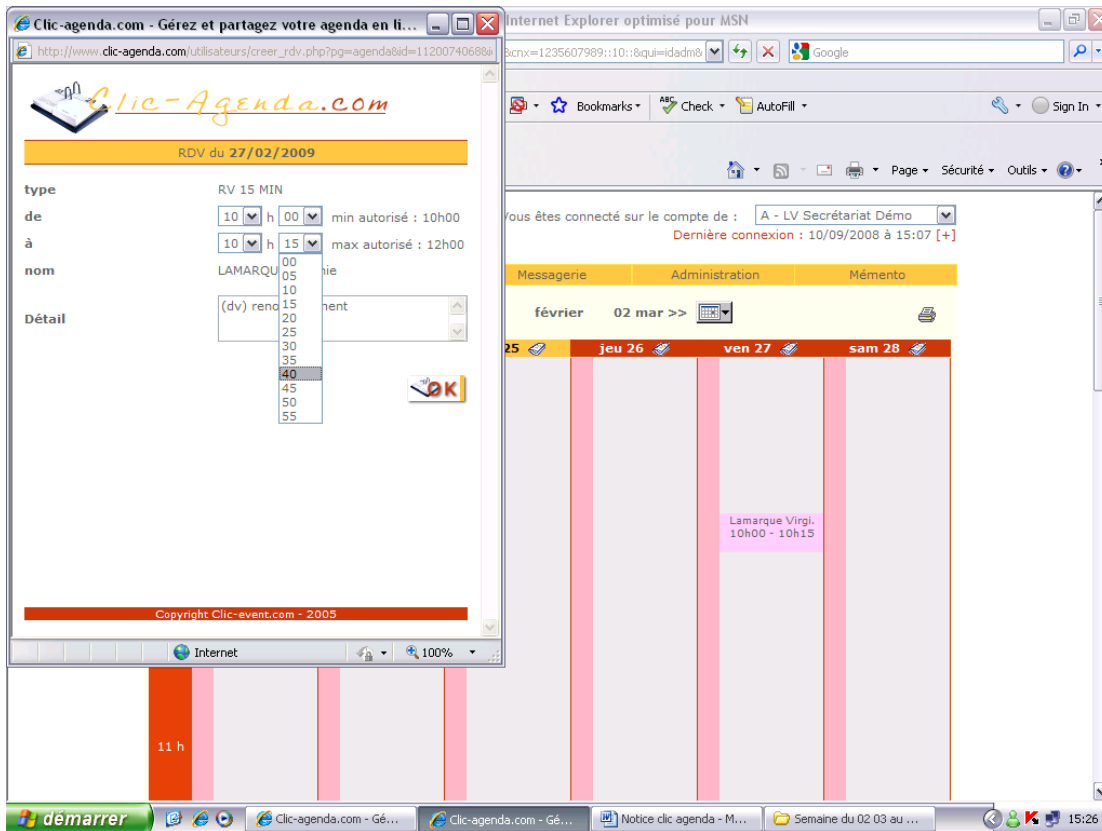 Clic-agenda.com - Gérez et partagez votre agenda en li...
http://www.clic-agenda.com/utilisateurs/creer_rdv.php?pg=agenda&id=1120074068&
Clic-Agenda.com
RDV du 27/02/2009
type RV 15 MIN
de 10 h 00 min autorisé : 10h00
à 10 h 15 max autorisé : 12h00
nom LAMARQU nie
Détail (dv) reno ment
00
05
10
15
20
25
30
35
40
45
50
55
OK
Copyright Clic-event.com - 2005
Internet 100%
Internet Explorer optimisé pour MSN
&cnx=1235607989::10::&qui=idadm& Google
Bookmarks Check AutoFill Sign In
Page Sécurité Outils
Vous êtes connecté sur le compte de : A - LV Secrétariat Démo
Dernière connexion : 10/09/2008 à 15:07 [+]
Messagerie Administration Mémento
février 02 mar >>
25 jeu 26 ven 27 sam 28
Lamarque Virgi.
10h00 - 10h15
11 h
démarrer Clic-agenda.com - Gé... Clic-agenda.com - Gé... Notice clic agenda - M... Semaine du 02 03 au ... 15:26